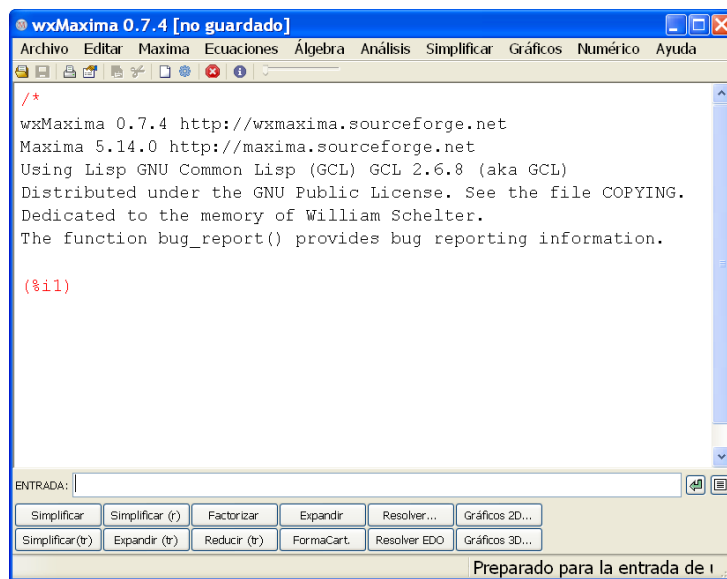 wxMaxima 0.7.4 [no guardado]
Archivo Editar Maxima Ecuaciones Álgebra Análisis Simplificar Gráficos Numérico Ayuda
/*
wxMaxima 0.7.4 http://wxmaxima.sourceforge.net
Maxima 5.14.0 http://maxima.sourceforge.net
Using Lisp GNU Common Lisp (GCL) GCL 2.6.8 (aka GCL)
Distributed under the GNU Public License. See the file COPYING.
Dedicated to the memory of William Schelter.
The function bug_report() provides bug reporting information.
(%i1)
ENTRADA:
Simplificar Simplificar (r) Factorizar Expandir Resolver... Gráficos 2D...
Simplificar(tr) Expandir (tr) Reducir (tr) FormaCart. Resolver EDO Gráficos 3D...
Preparado para la entrada de